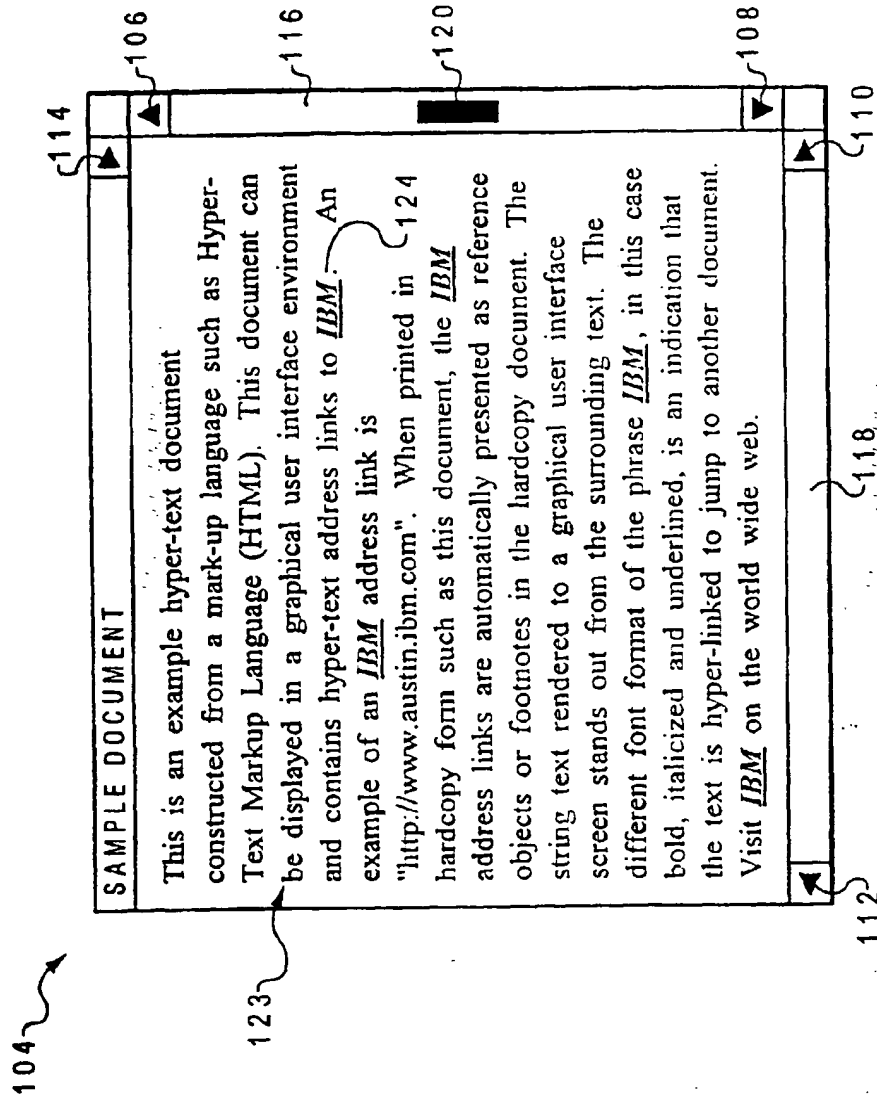 104
114
SAMPLE DOCUMENT
106
This is an example hyper-text document
constructed from a mark-up language such as Hyper-
Text Markup Language (HTML). This document can
be displayed in a graphical user interface environment
and contains hyper-text address links to IBM. An
example of an IBM address link is
"http://www.austin.ibm.com". When printed in
hardcopy form such as this document, the IBM
address links are automatically presented as reference
objects or footnotes in the hardcopy document. The
string text rendered to a graphical user interface
screen stands out from the surrounding text. The
different font format of the phrase IBM, in this case
bold, italicized and underlined, is an indication that
the text is hyper-linked to jump to another document.
Visit IBM on the world wide web.
116
123
124
120
108
112
118
110